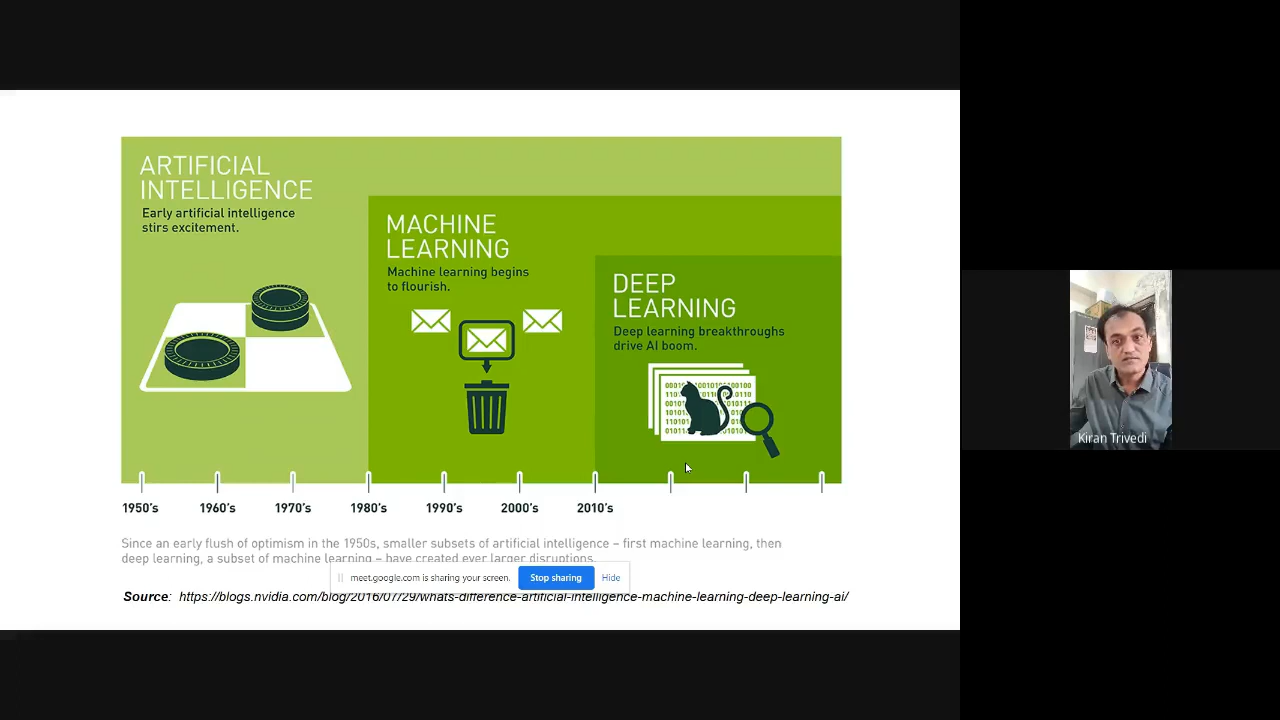 ARTIFICIAL
INTELLIGENCE
Early artificial intelligence
stirs excitement.
MACHINE
LEARNING
Machine learning begins
to flourish.
DEEP
LEARNING
Deep learning breakthroughs
drive AI boom.
1950's 1960's 1970's 1980's 1990's 2000's 2010's
Since an early flush of optimism in the 1950s, smaller subsets of artificial intelligence – first machine learning, then
deep learning, a subset of machine learning – have created ever larger disruptions.
meet.google.com is sharing your screen. Stop sharing Hide
Source: https://blogs.nvidia.com/blog/2016/07/29/whats-difference-artificial-intelligence-machine-learning-deep-learning-ai/
Kiran Trivedi